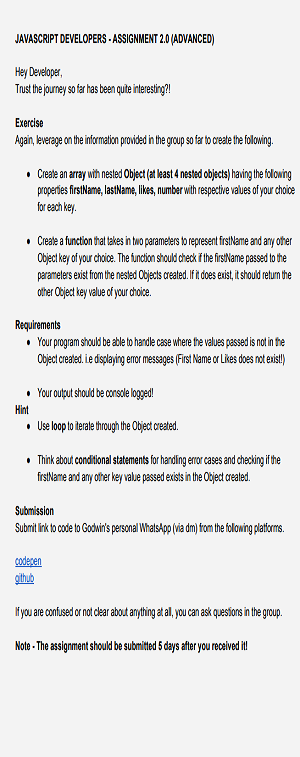 JAVASCRIPT DEVELOPERS - ASSIGNMENT 2.0 (ADVANCED)
Hey Developer,
Trust the journey so far has been quite interesting?!
Exercise
Again, leverage on the information provided in the group so far to create the following.
● Create an array with nested Object (at least 4 nested objects) having the following
properties firstName, lastName, likes, number with respective values of your choice
for each key.
● Create a function that takes in two parameters to represent firstName and any other
Object key of your choice. The function should check if the firstName passed to the
parameters exist from the nested Objects created. If it does exist, it should return the
other Object key value of your choice.
Requirements
● Your program should be able to handle case where the values passed is not in the
Object created. i.e displaying error messages (First Name or Likes does not exist!!)
● Your output should be console logged!
Hint
● Use loop to iterate through the Object created.
● Think about conditional statements for handling error cases and checking if the
firstName and any other key value passed exists in the Object created.
Submission
Submit link to code to Godwin's personal WhatsApp (via dm) from the following platforms.
codepen
github
If you are confused or not clear about anything at all, you can ask questions in the group.
Note - The assignment should be submitted 5 days after you received it!